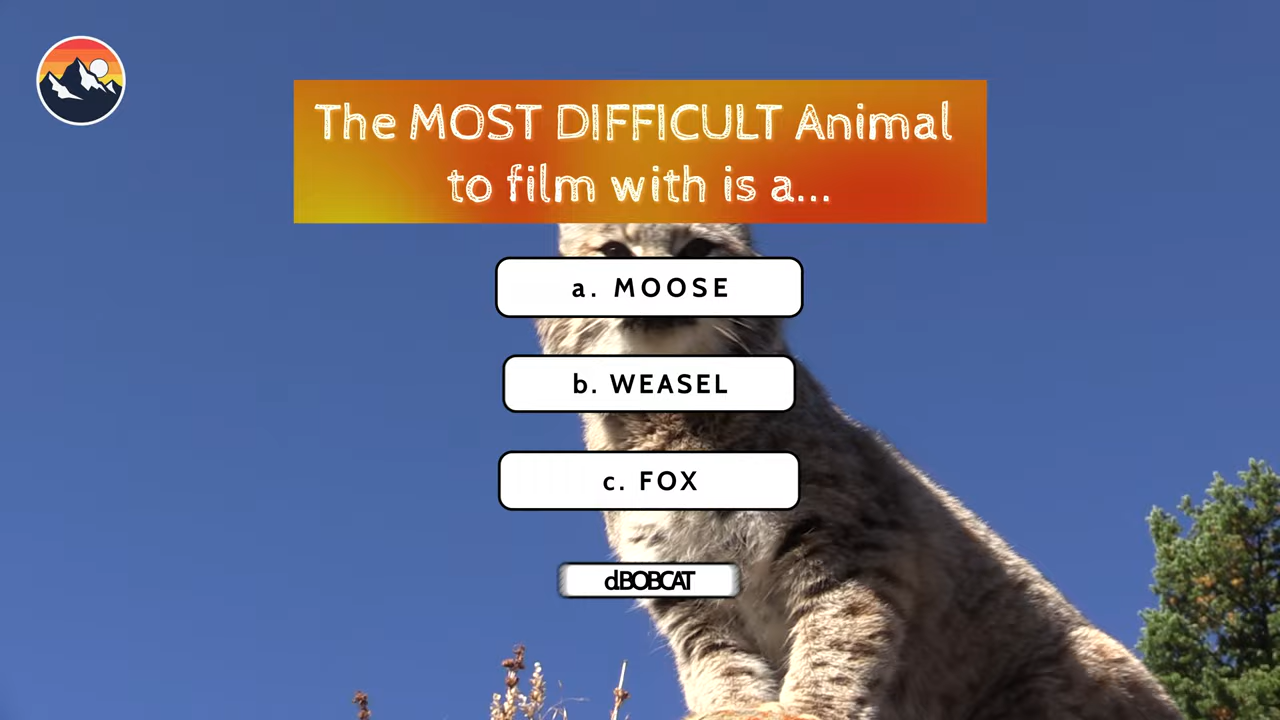 The MOST DIFFICULT Animal
to film with is a...
a. MOOSE
b. WEASEL
c. FOX
d.BOBCAT